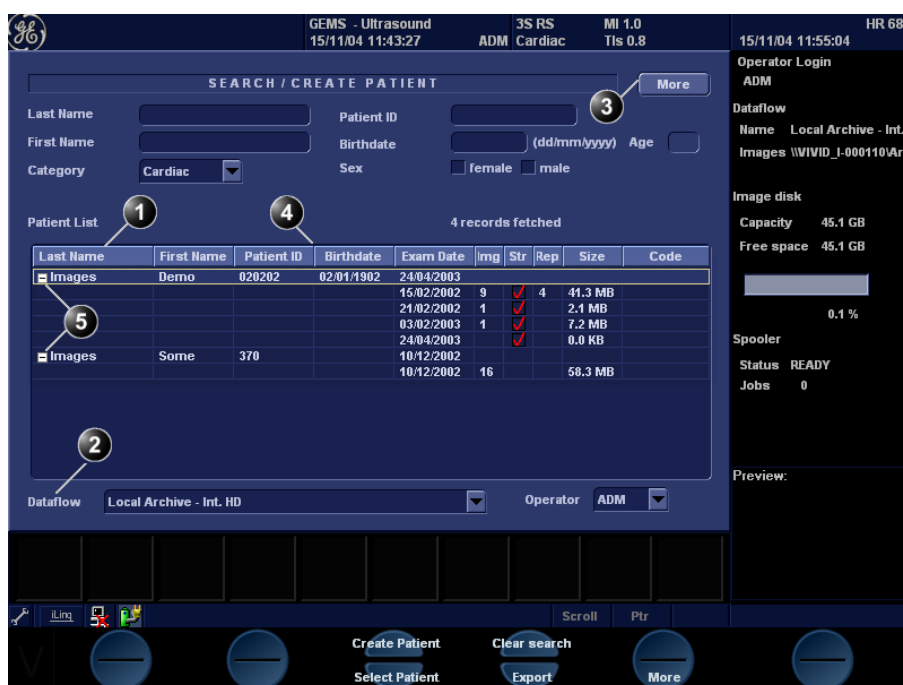 GEMS - Ultrasound 3S RS MI 1.0 HR 68
15/11/04 11:43:27 ADM Cardiac TIs 0.8 15/11/04 11:55:04
SEARCH / CREATE PATIENT More
3
Last Name Patient ID
First Name Birthdate (dd/mm/yyyy) Age
Category Cardiac Sex female male
1 4
Patient List 4 records fetched
Last Name First Name Patient ID Birthdate Exam Date Img Str Rep Size Code
Images Demo 020202 02/01/1902 24/04/2003
15/02/2002 9 4 41.3 MB
21/02/2002 1 2.1 MB
03/02/2003 1 7.2 MB
24/04/2003 0.0 KB
5
Images Some 370 10/12/2002
10/12/2002 16 58.3 MB
2
Dataflow Local Archive - Int. HD Operator ADM
Operator Login
ADM
Dataflow
Name Local Archive - Int.
Images \\VIVID_I-000110\Ar
Image disk
Capacity 45.1 GB
Free space 45.1 GB
0.1 %
Spooler
Status READY
Jobs 0
Preview:
iLinq Scroll Ptr
Create Patient Clear search
Select Patient Export More